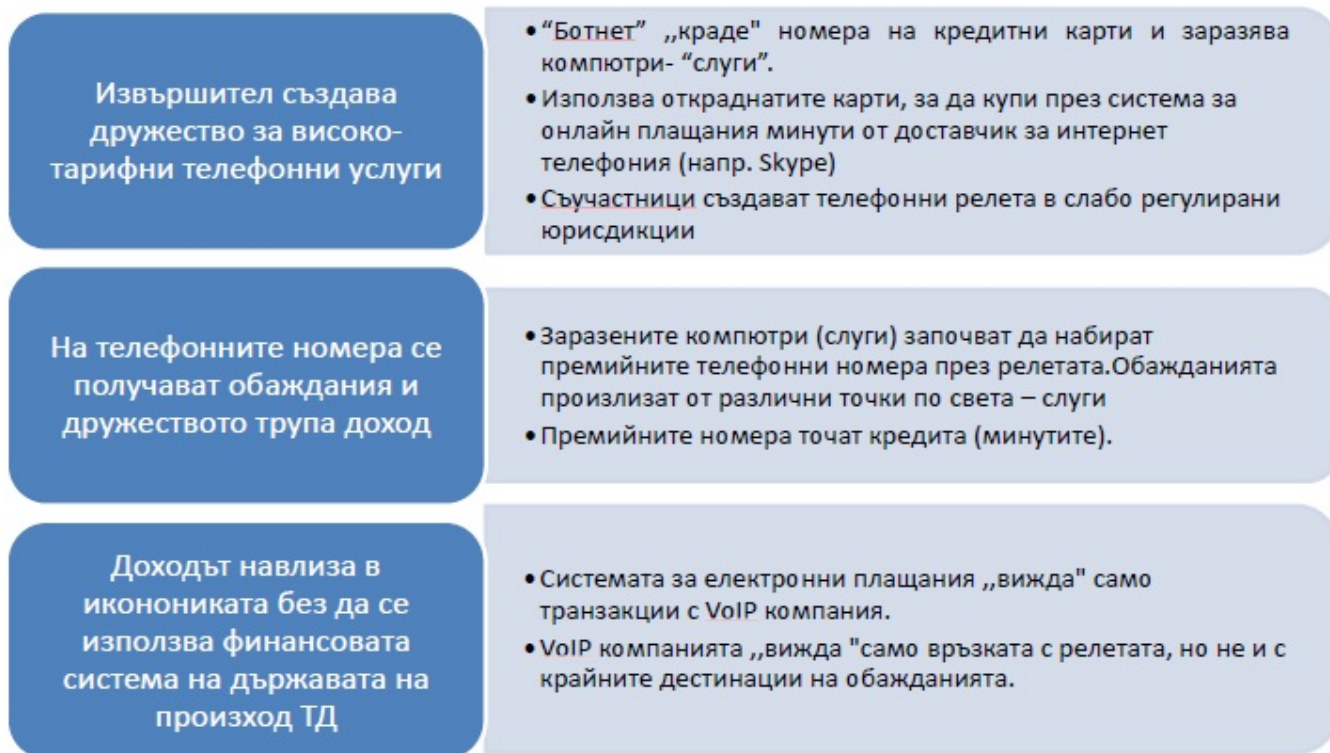 Извършител създава
дружество за високо-
тарифни телефонни услуги
•“Ботнет” ,,краде" номера на кредитни карти и заразява
компютри- “слуги”.
•Използва откраднатите карти, за да купи през система за
онлайн плащания минути от доставчик за интернет
телефония (напр. Skype)
•Съучастници създават телефонни релета в слабо регулирани
юрисдикции
На телефонните номера се
получават обаждания и
дружеството трупа доход
•Заразените компютри (слуги) започват да набират
премийните телефонни номера през релетата.Обажданията
произлизат от различни точки по света – слуги
•Премийните номера точат кредита (минутите).
Доходът навлиза в
икнономиката без да се
използва финансовата
система на държавата на
произход ТД
•Системата за електронни плащания ,,вижда" само
транзакции с VoIP компания.
•VoIP компанията ,,вижда "само връзката с релетата, но не и с
крайните дестинации на обажданията.